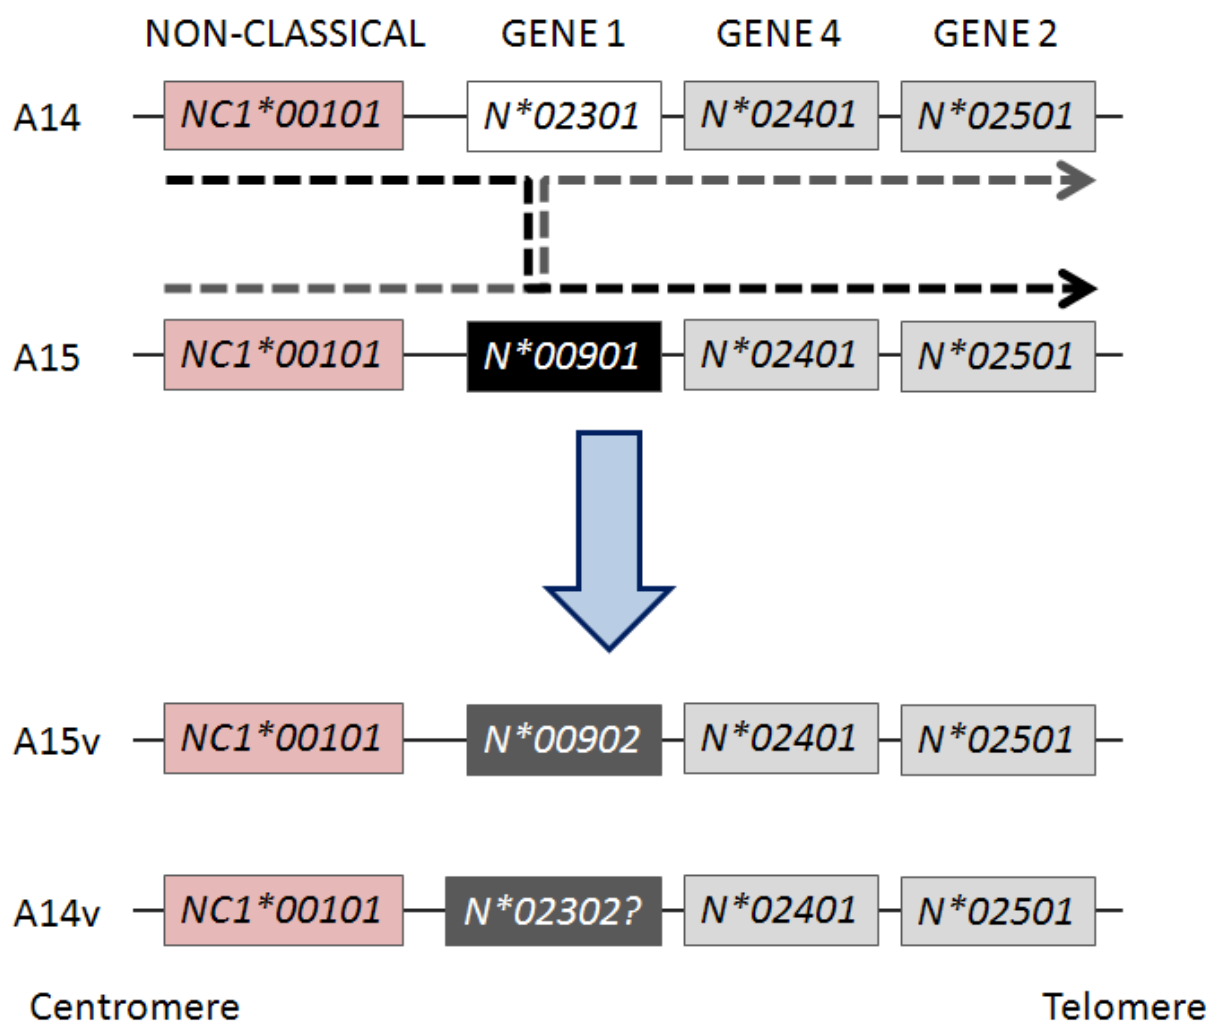 NON-CLASSICAL GENE 1 GENE 4 GENE 2
A14 NC1*00101 N*02301 N*02401 N*02501
A15 NC1*00101 N*00901 N*02401 N*02501
A15v NC1*00101 N*00902 N*02401 N*02501
A14v NC1*00101 N*02302? N*02401 N*02501
Centromere Telomere